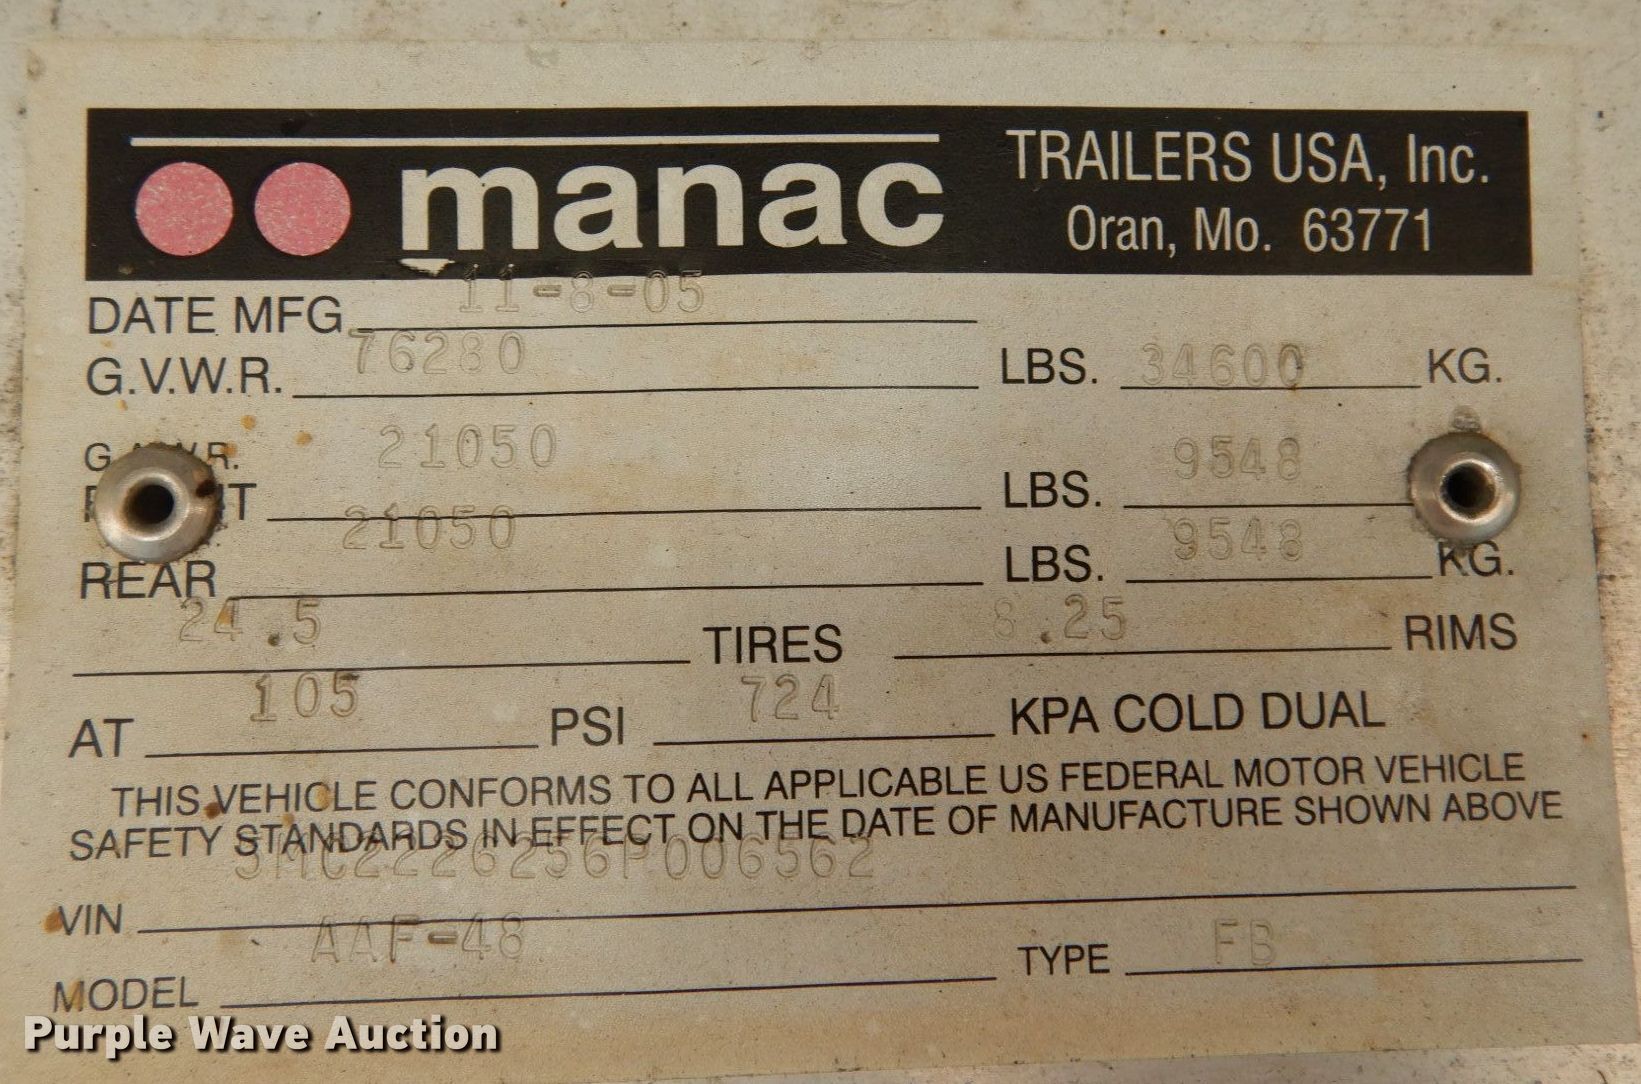 manac TRAILERS USA, Inc.
Oran, Mo. 63771
DATE MFG 11-8-05
G.V.W.R. 76280 LBS. 34600 KG.
G.A.W.R.
21050 LBS. 9548
REAR 21050 LBS. 9548 KG.
24.5 TIRES 8.25 RIMS
AT 105 PSI 724 KPA COLD DUAL
THIS VEHICLE CONFORMS TO ALL APPLICABLE US FEDERAL MOTOR VEHICLE
SAFETY STANDARDS IN EFFECT ON THE DATE OF MANUFACTURE SHOWN ABOVE
VIN
MODEL AAF-48 TYPE FB
Purple Wave Auction